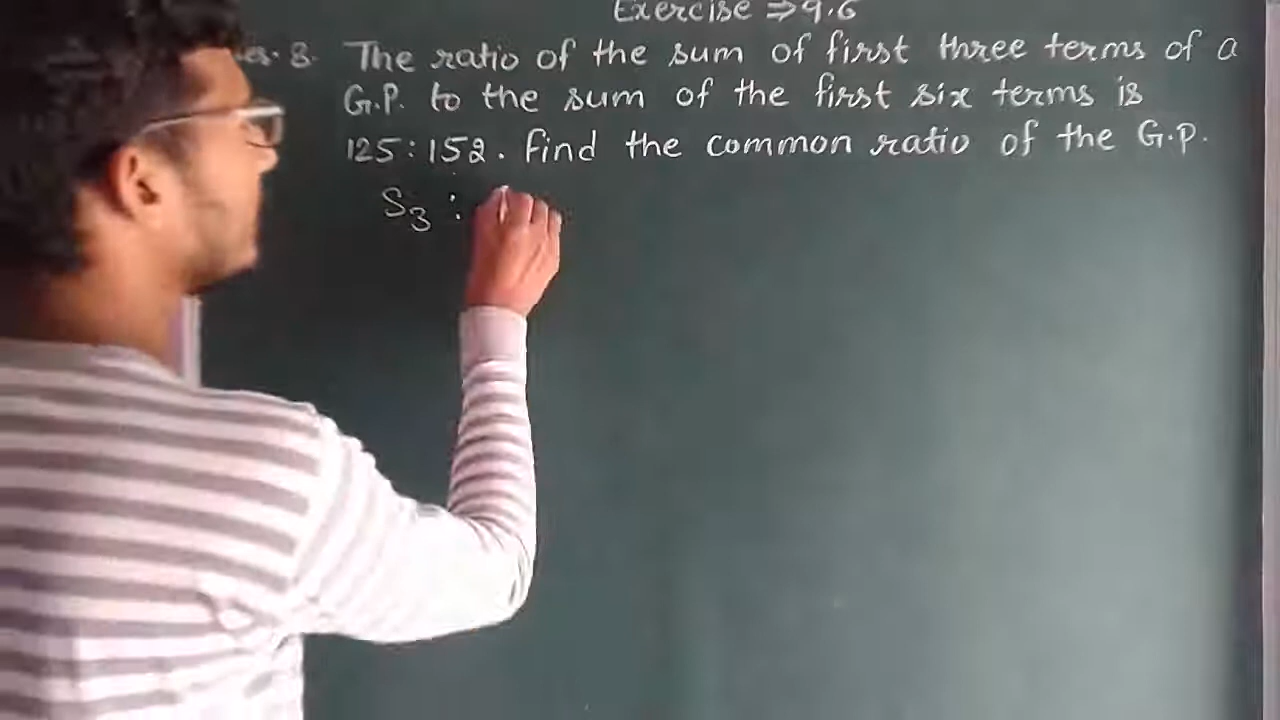 Exercise ⇒ 9.6
8. The ratio of the sum of first three terms of a
G.P. to the sum of the first six terms is
125:152. Find the common ratio of the G.P.
S₃ :